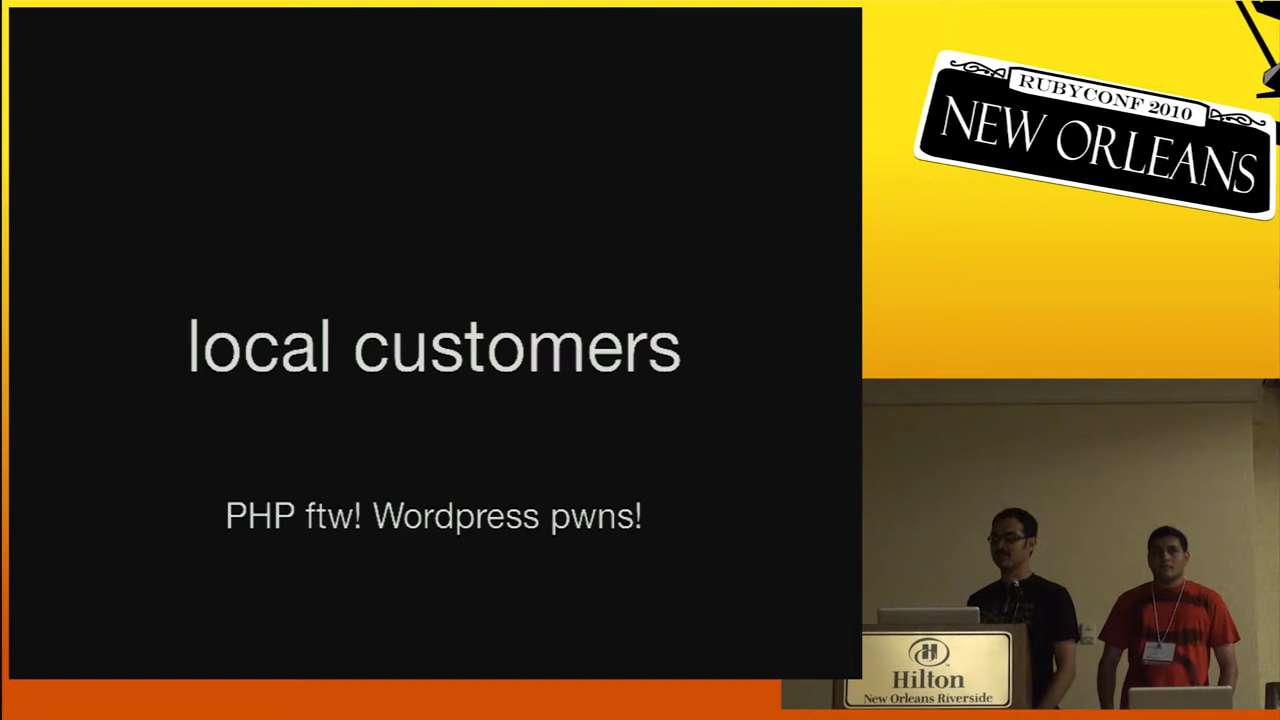 local customers
PHP ftw! Wordpress pwns!
RUBYCONF 2010
NEW ORLEANS
Hilton
New Orleans Riverside